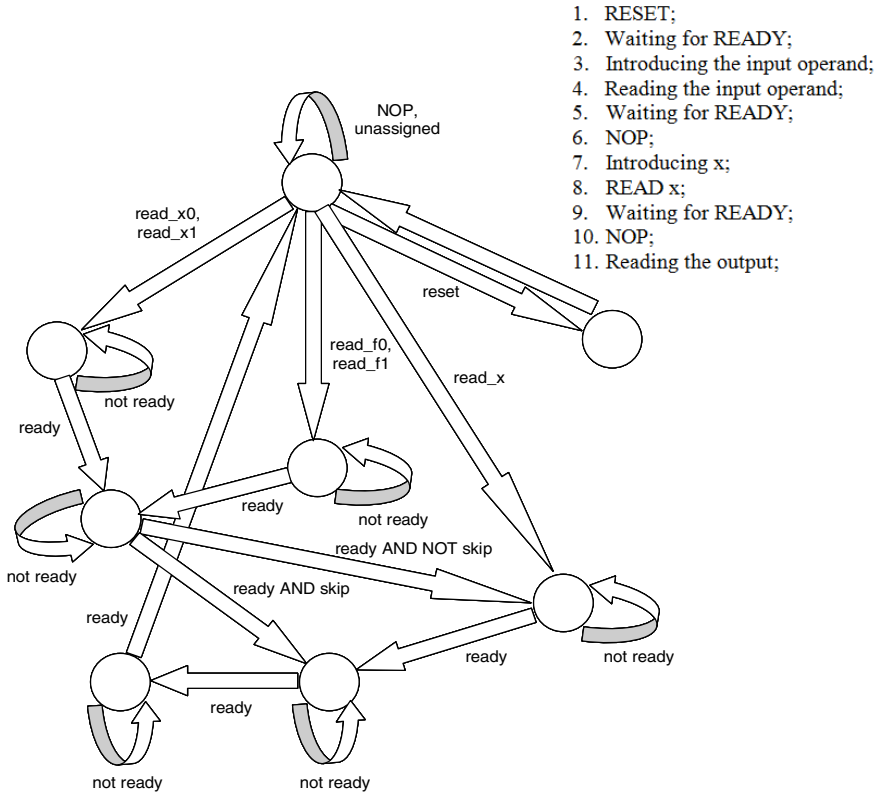 1. RESET;
2. Waiting for READY;
3. Introducing the input operand;
4. Reading the input operand;
5. Waiting for READY;
6. NOP;
7. Introducing x;
8. READ x;
9. Waiting for READY;
10. NOP;
11. Reading the output;
NOP,
unassigned
read_x0,
read_x1
reset
read_f0,
read_f1
read_x
not ready
ready
ready
not ready
ready AND NOT skip
not ready
ready AND skip
ready
ready
not ready
ready
not ready
not ready